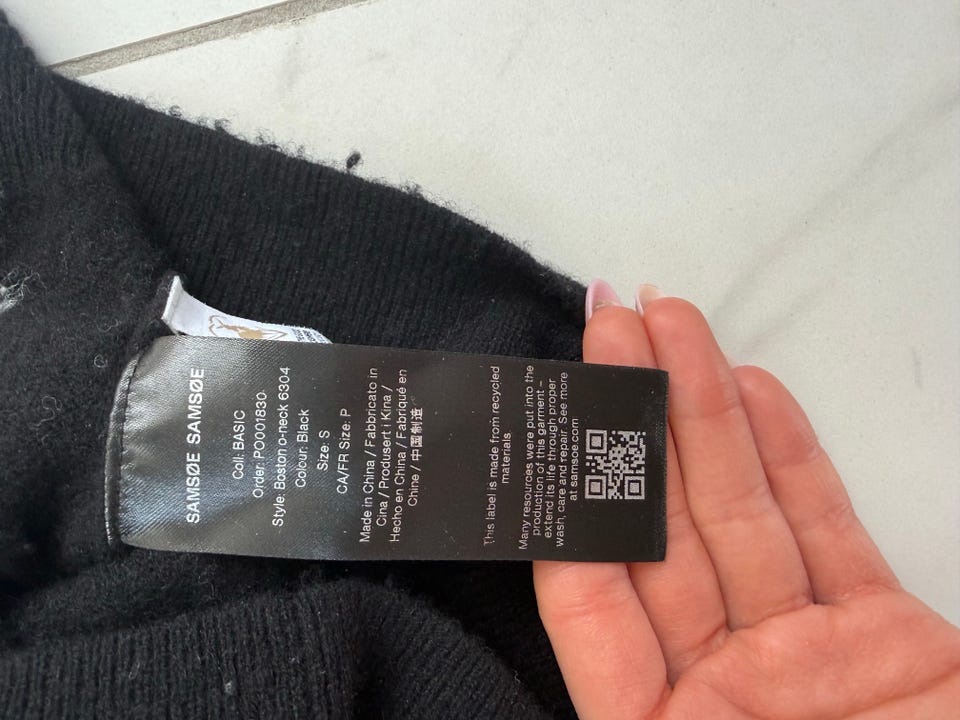 SAMSØE SAMSØE
Coll: BASIC
Order: PO001830
Style: Boston o-neck 6304
Colour: Black
Size: S
CA/FR Size: P
Made in China / Fabbricato in
Cina / Produsert i Kina /
Hecho en China / Fabriqué en
Chine / 中国制造
This label is made from recycled
materials
Many resources were put into the
production of this garment –
extend its life through proper
wash, care and repair. See more
at samsoe.com